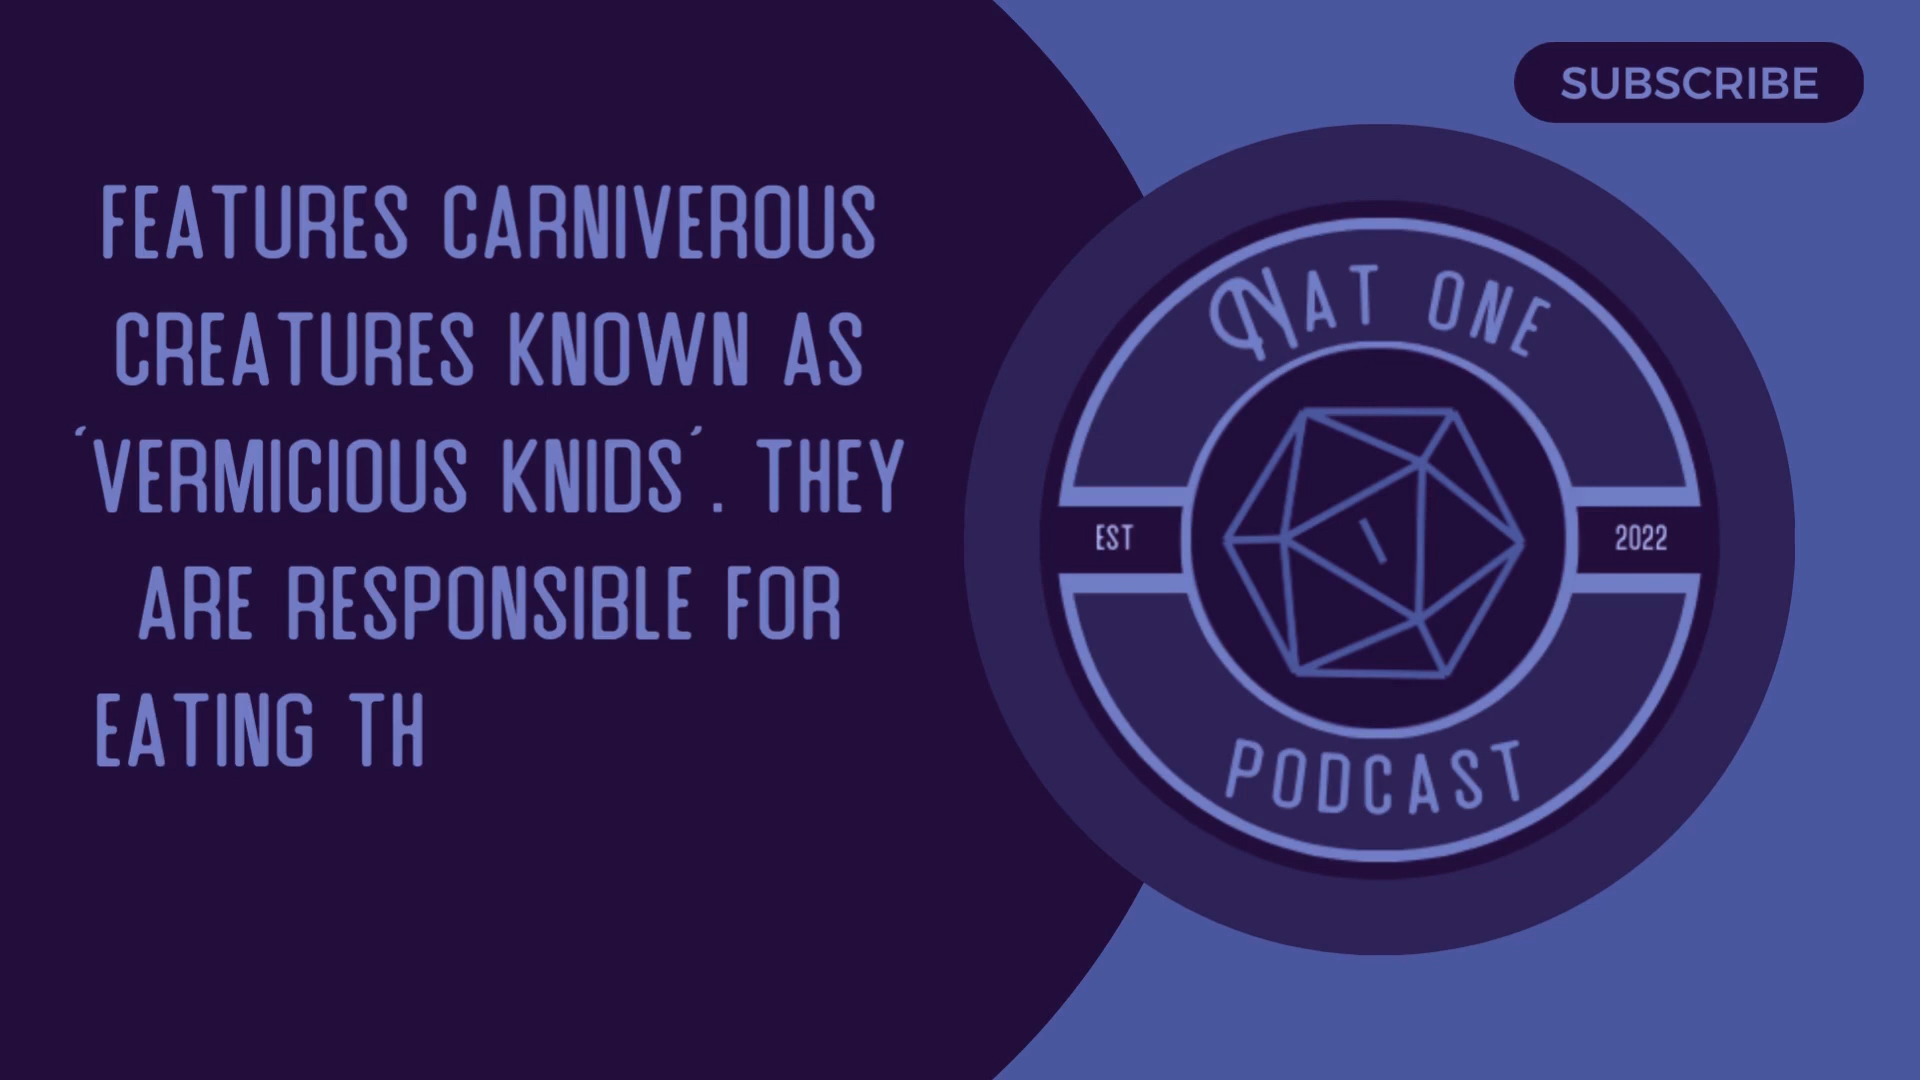 SUBSCRIBE
FEATURES CARNIVEROUS
CREATURES KNOWN AS
‘VERMICIOUS KNIDS’. THEY
ARE RESPONSIBLE FOR
EATING TH
NAT ONE
EST
2022
PODCAST